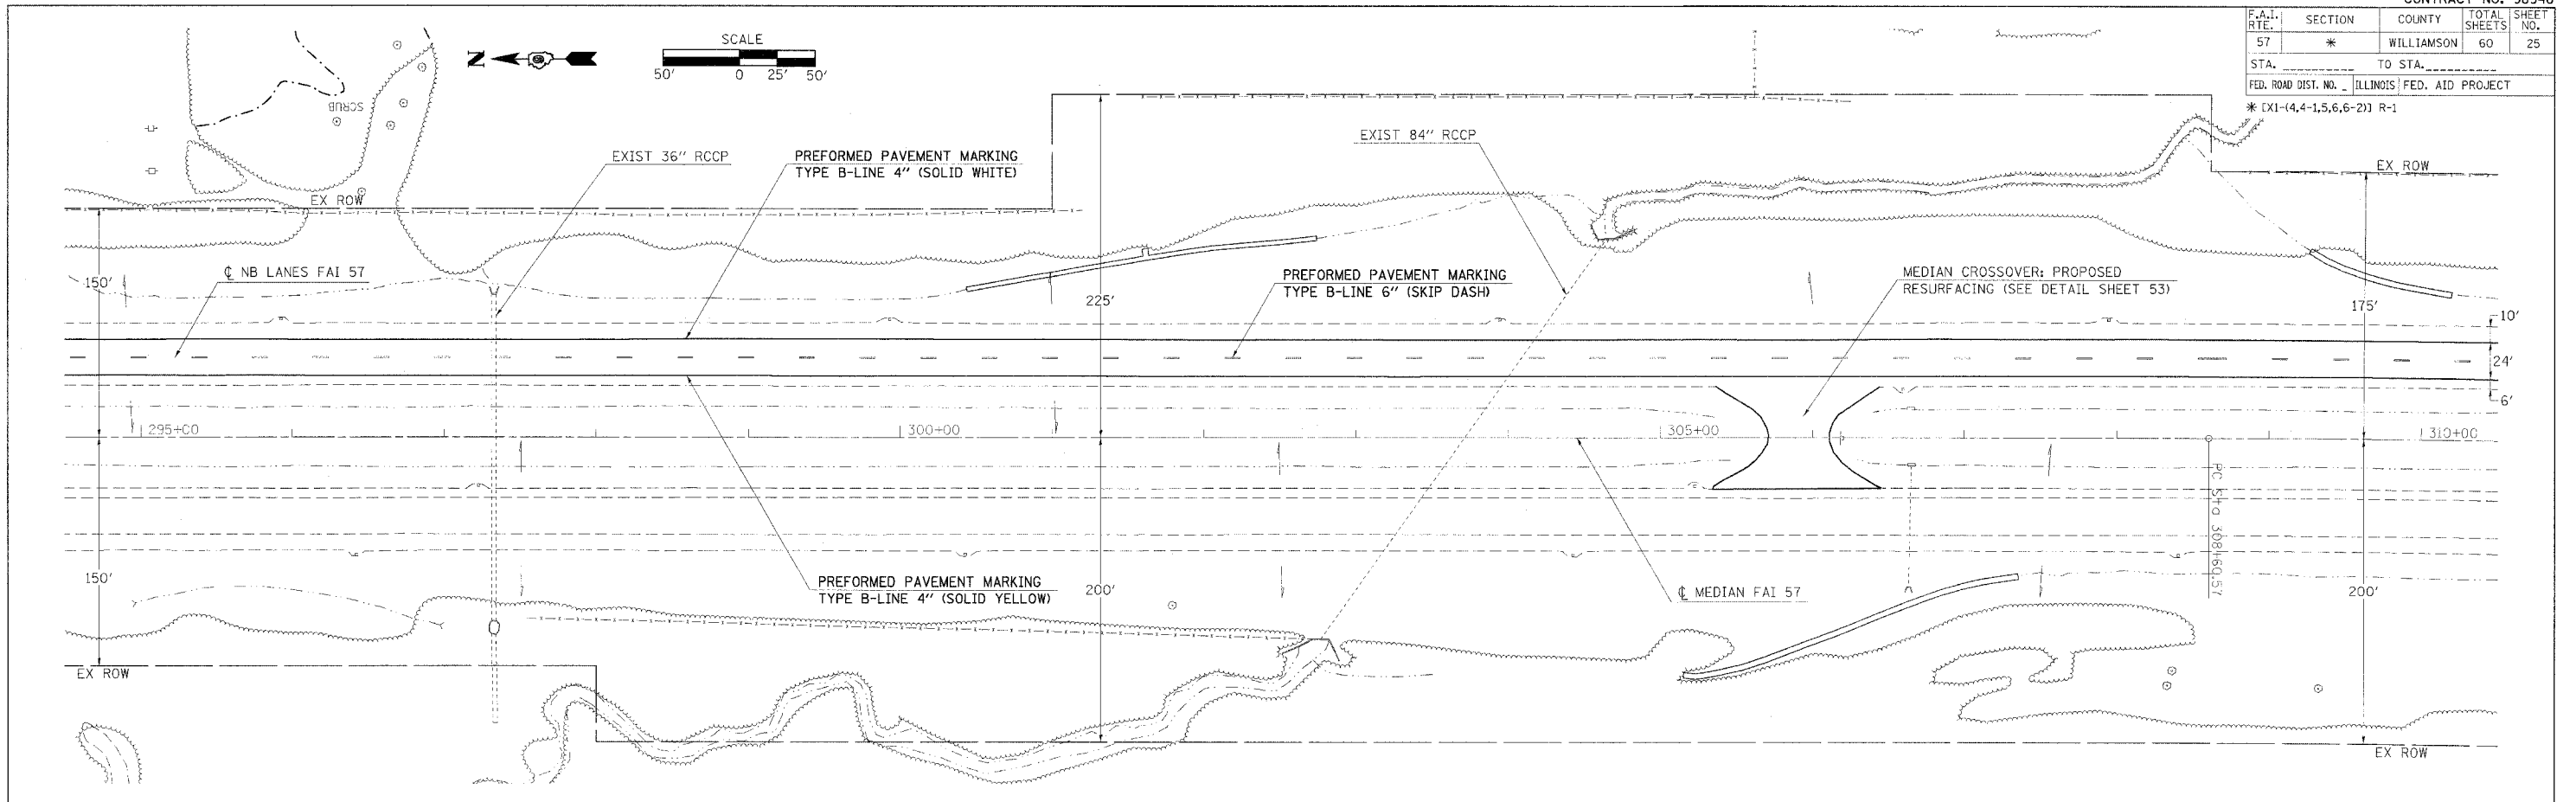 F.A.I. RTE. SECTION COUNTY TOTAL SHEETS SHEET NO.
57 * WILLIAMSON 60 25
STA. TO STA.
FED. ROAD DIST. NO. ILLINOIS FED. AID PROJECT
* [X1-(4,4-1,5,6,6-2)] R-1
N
SCALE
50' 0 25' 50'
SCRUB
EXIST 36" RCCP
PREFORMED PAVEMENT MARKING
TYPE B-LINE 4" (SOLID WHITE)
EXIST 84" RCCP
EX ROW
EX ROW
150'
₵ NB LANES FAI 57
225'
PREFORMED PAVEMENT MARKING
TYPE B-LINE 6" (SKIP DASH)
MEDIAN CROSSOVER: PROPOSED
RESURFACING (SEE DETAIL SHEET 53)
175'
10'
24'
6'
295+00
300+00
305+00
310+00
PC Sta 308+60.57
150'
PREFORMED PAVEMENT MARKING
TYPE B-LINE 4" (SOLID YELLOW)
200'
₵ MEDIAN FAI 57
200'
EX ROW
EX ROW